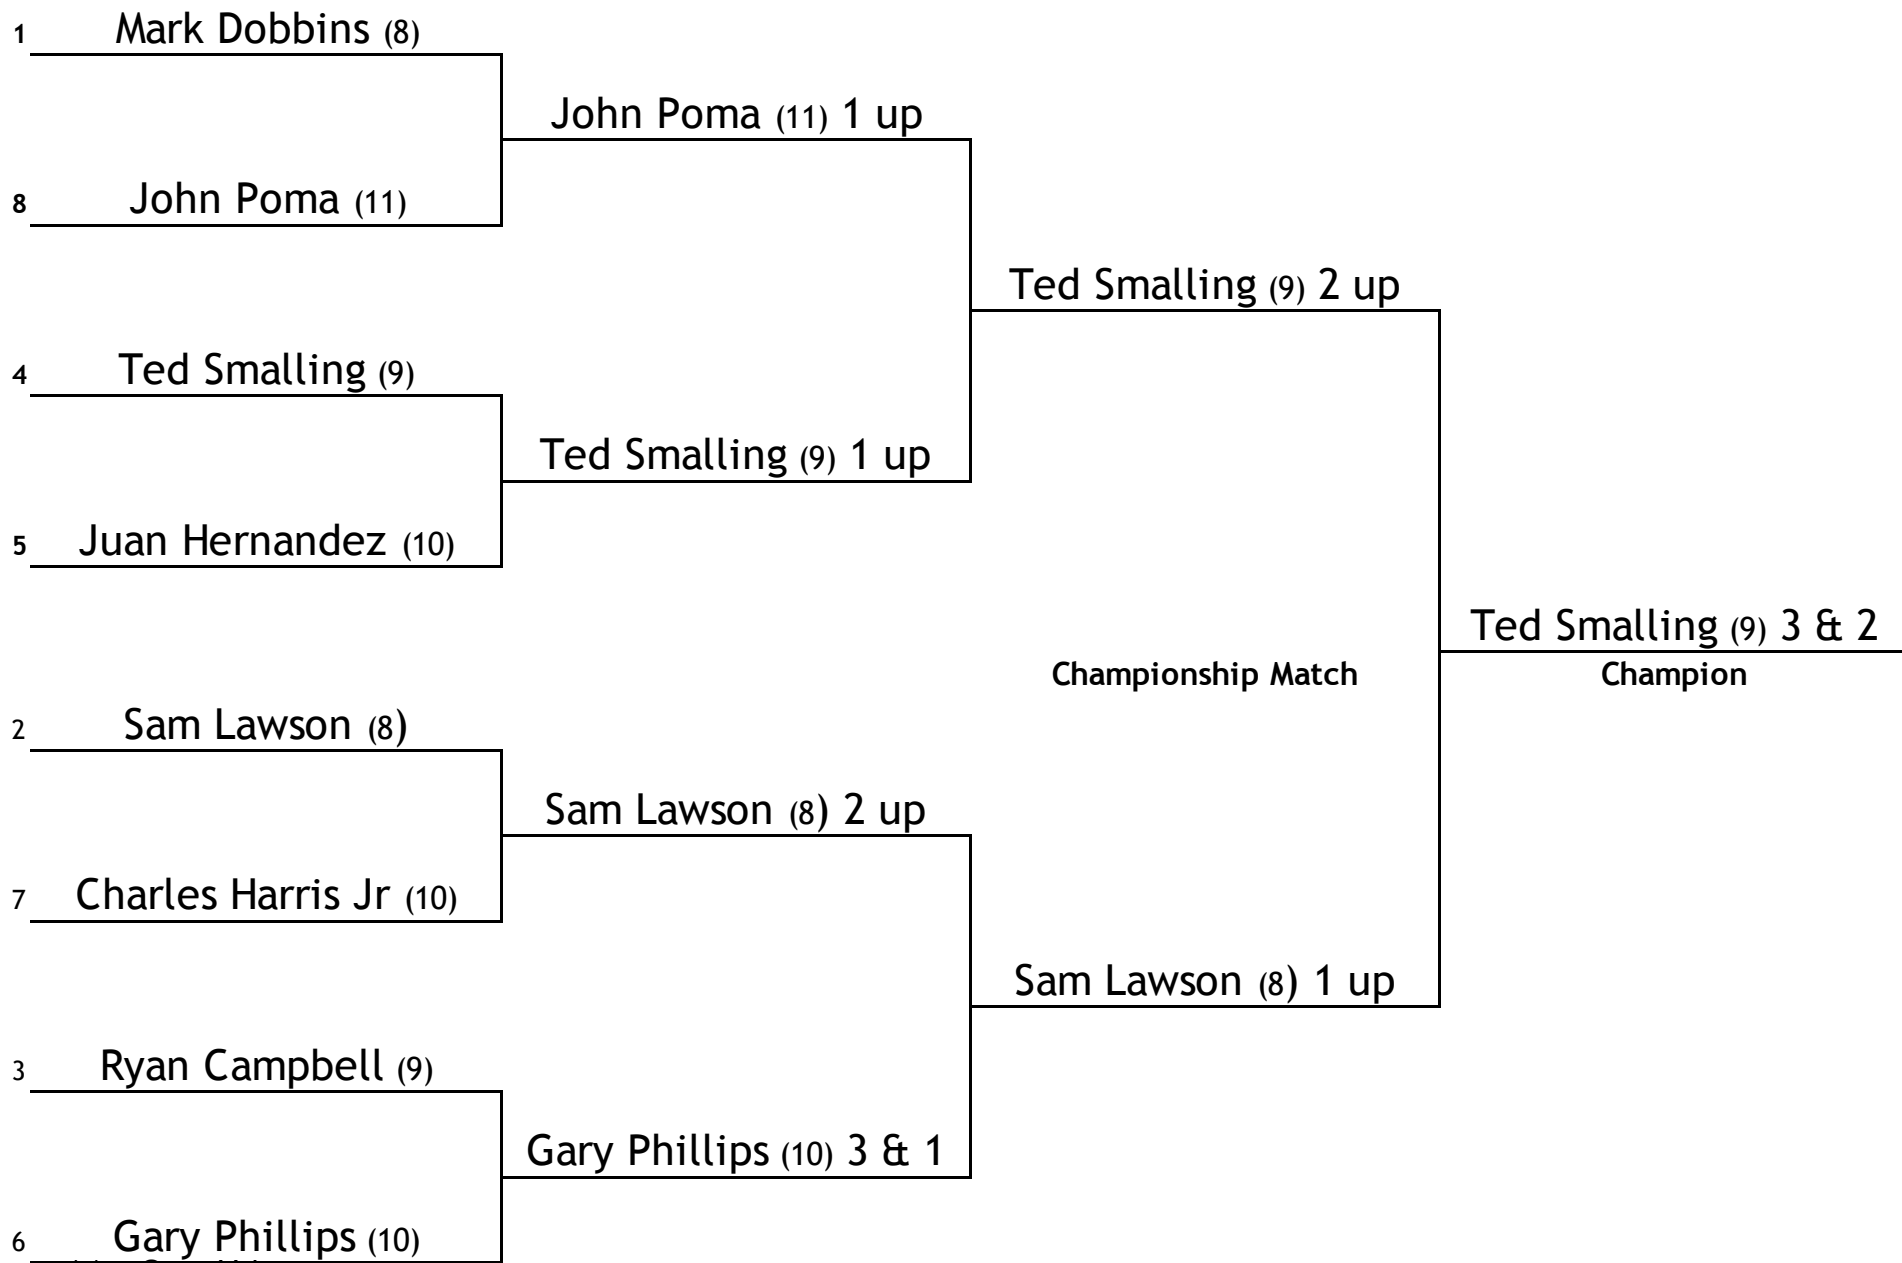 1 Mark Dobbins (8)
John Poma (11) 1 up
8 John Poma (11)
Ted Smalling (9) 2 up
4 Ted Smalling (9)
Ted Smalling (9) 1 up
5 Juan Hernandez (10)
Ted Smalling (9) 3 & 2
Championship Match
Champion
2 Sam Lawson (8)
Sam Lawson (8) 2 up
7 Charles Harris Jr (10)
Sam Lawson (8) 1 up
3 Ryan Campbell (9)
Gary Phillips (10) 3 & 1
6 Gary Phillips (10)